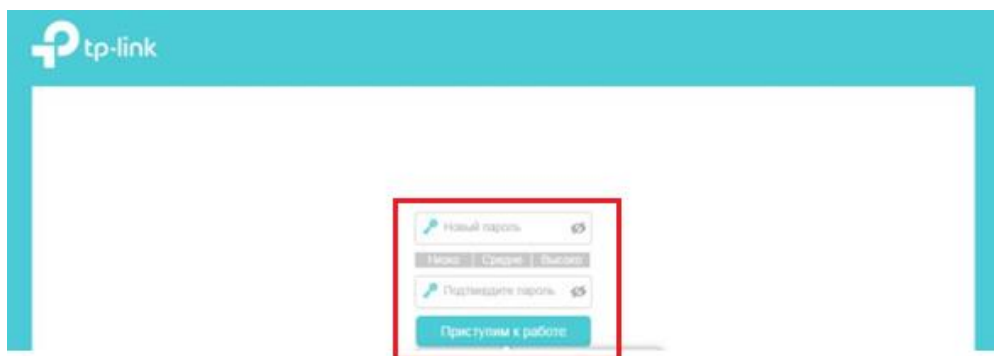 tp-link
Новый пароль
Низко Средне Высоко
Подтвердите пароль
Приступим к работе